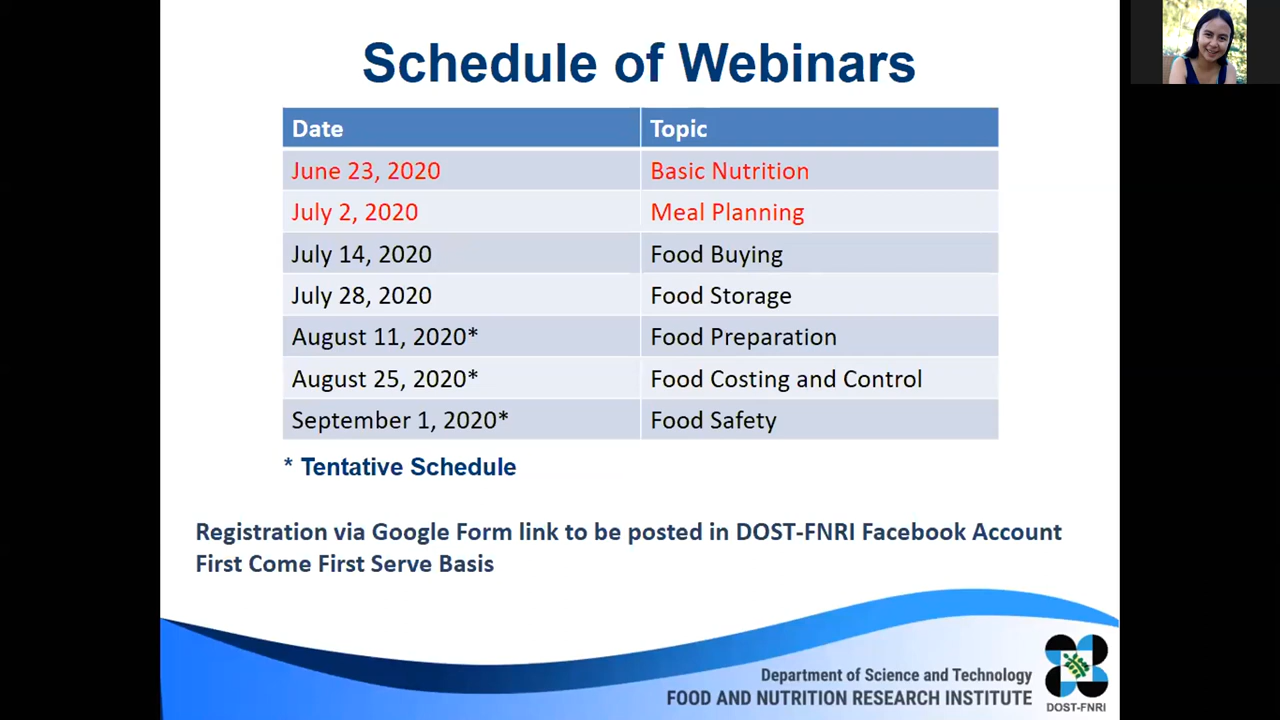 Schedule of Webinars
Date Topic
June 23, 2020 Basic Nutrition
July 2, 2020 Meal Planning
July 14, 2020 Food Buying
July 28, 2020 Food Storage
August 11, 2020* Food Preparation
August 25, 2020* Food Costing and Control
September 1, 2020* Food Safety
* Tentative Schedule
Registration via Google Form link to be posted in DOST-FNRI Facebook Account
First Come First Serve Basis
Department of Science and Technology
FOOD AND NUTRITION RESEARCH INSTITUTE
DOST-FNRI